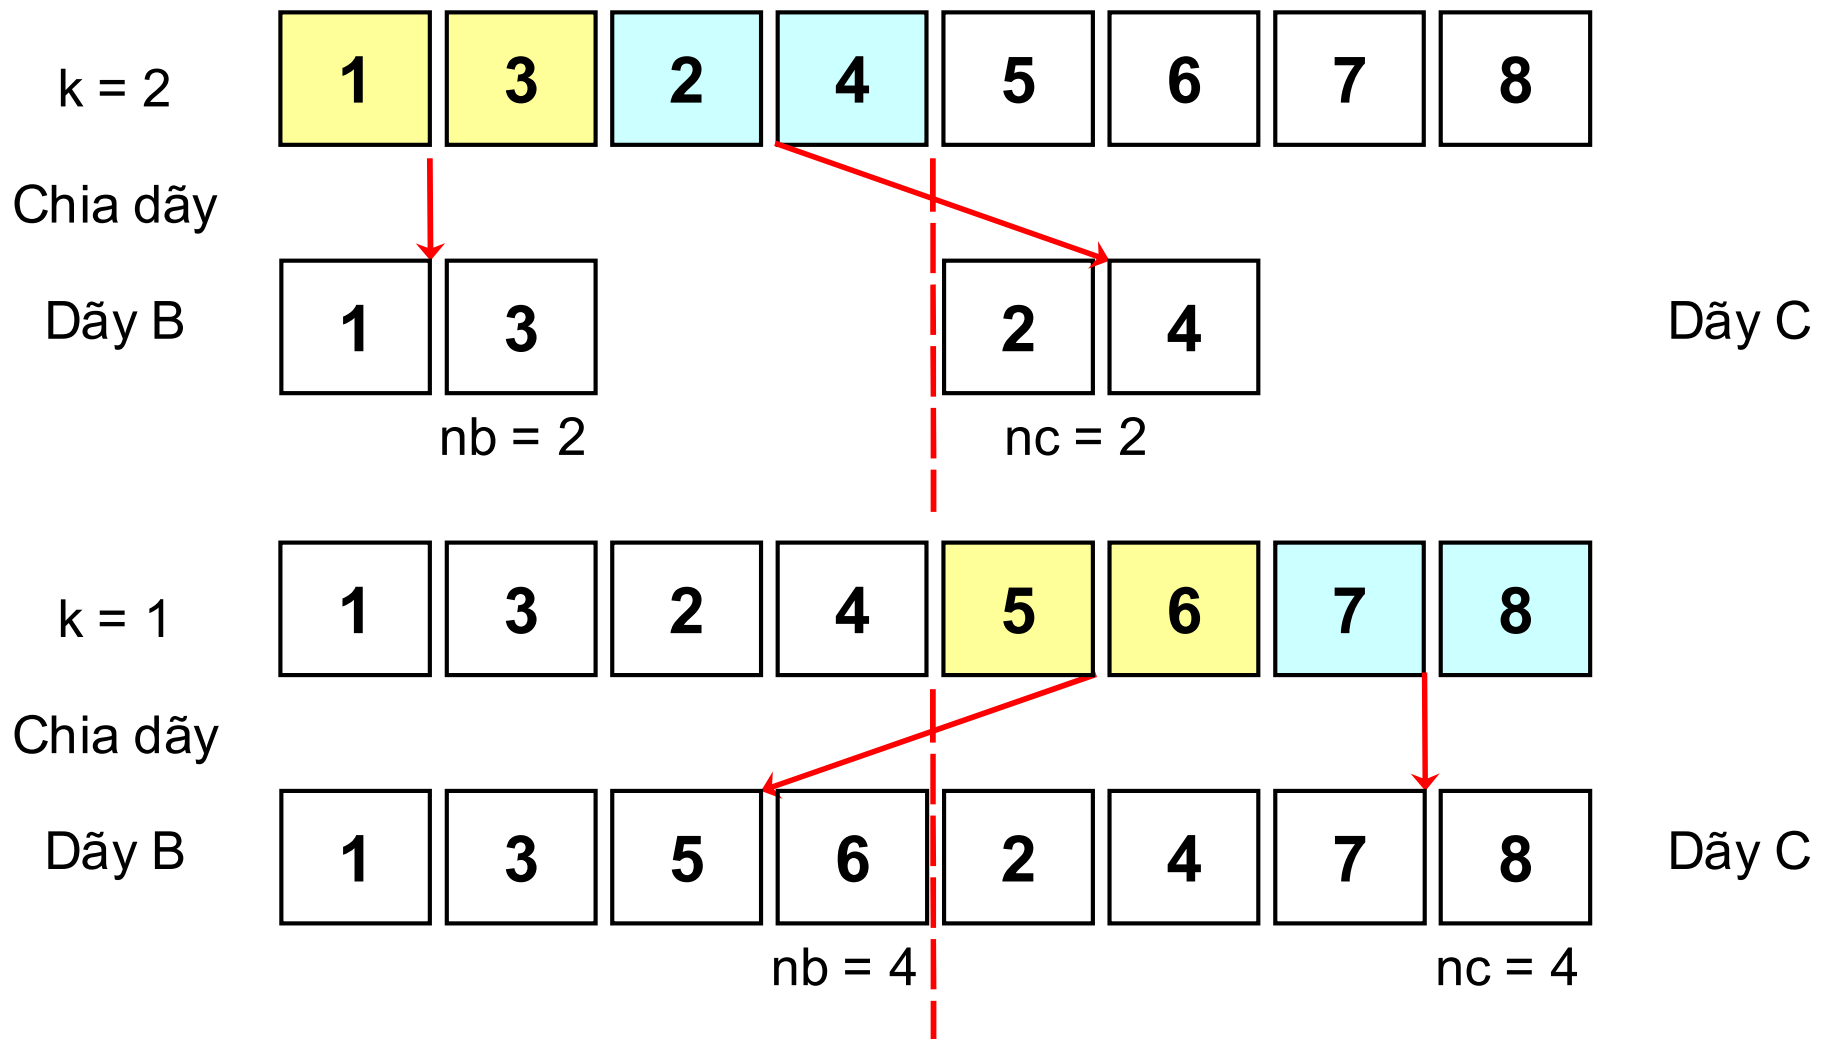 k = 2 1 3 2 4 5 6 7 8
Chia dãy
Dãy B 1 3 2 4 Dãy C
nb = 2 nc = 2
k = 1 1 3 2 4 5 6 7 8
Chia dãy
Dãy B 1 3 5 6 2 4 7 8 Dãy C
nb = 4 nc = 4